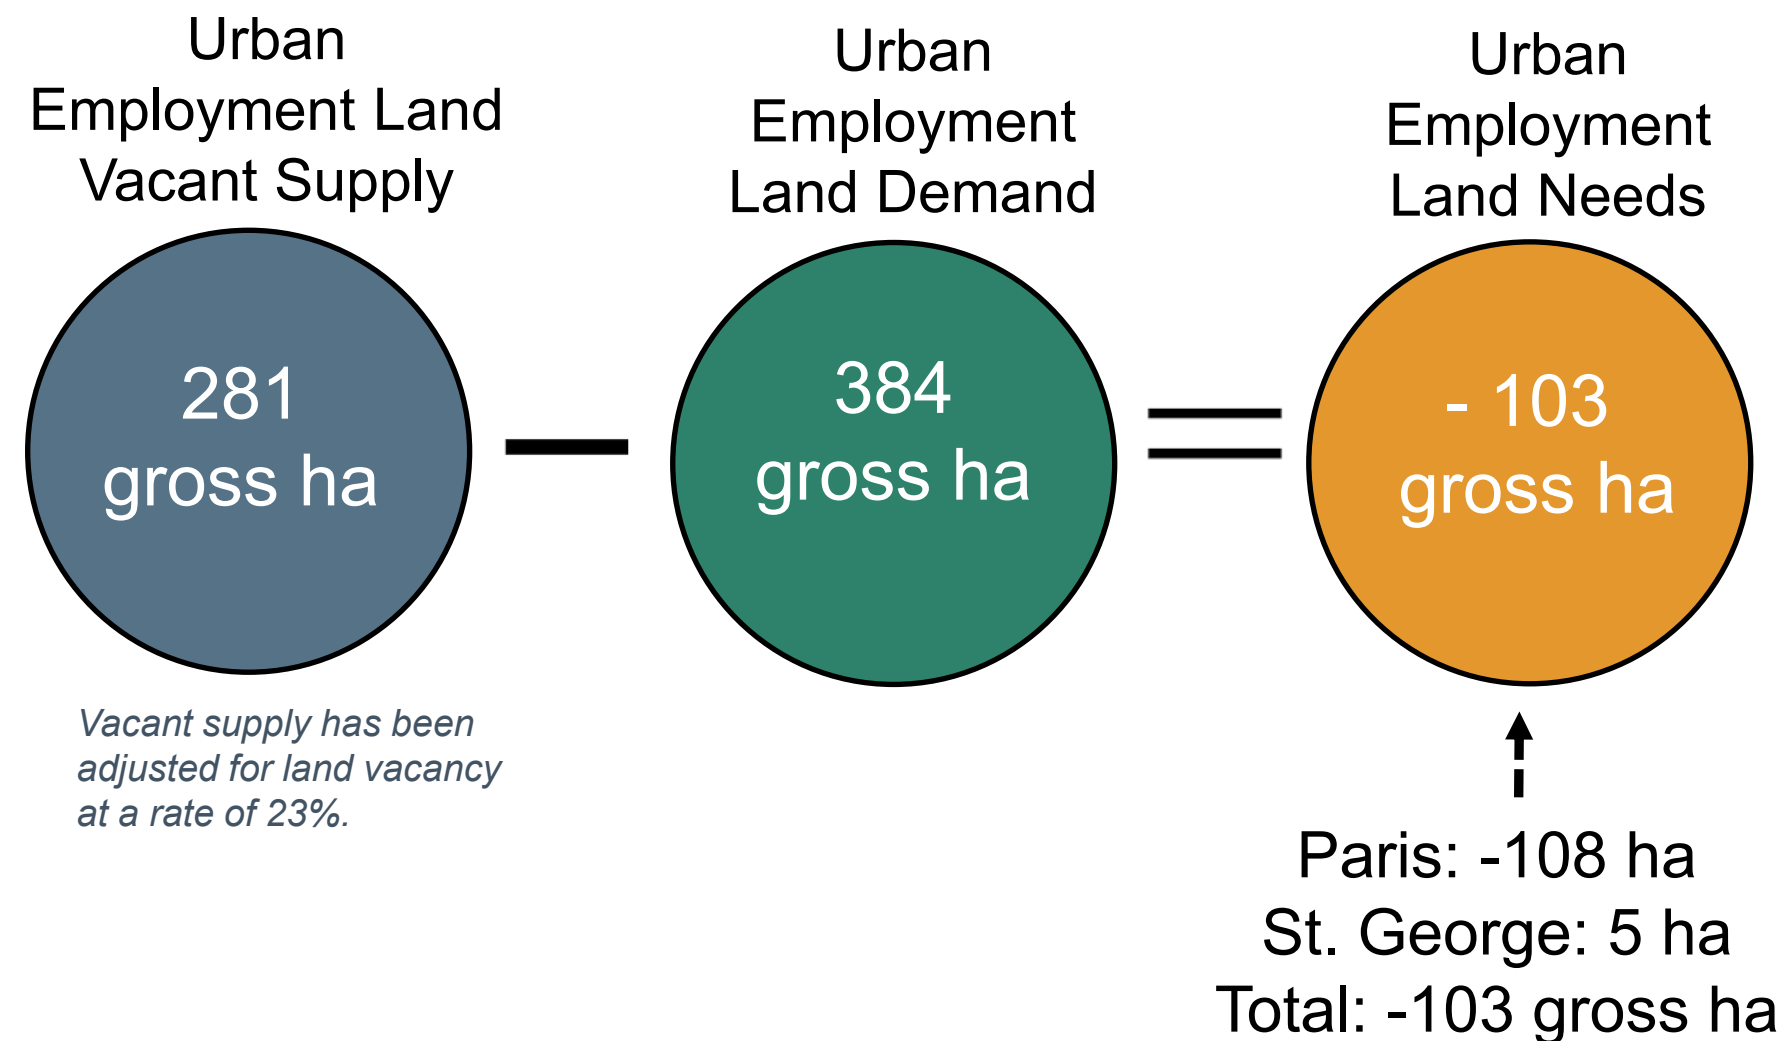 Urban
Employment Land
Vacant Supply
281
gross ha
Vacant supply has been
adjusted for land vacancy
at a rate of 23%.
Urban
Employment
Land Demand
384
gross ha
Urban
Employment
Land Needs
- 103
gross ha
Paris: -108 ha
St. George: 5 ha
Total: -103 gross ha